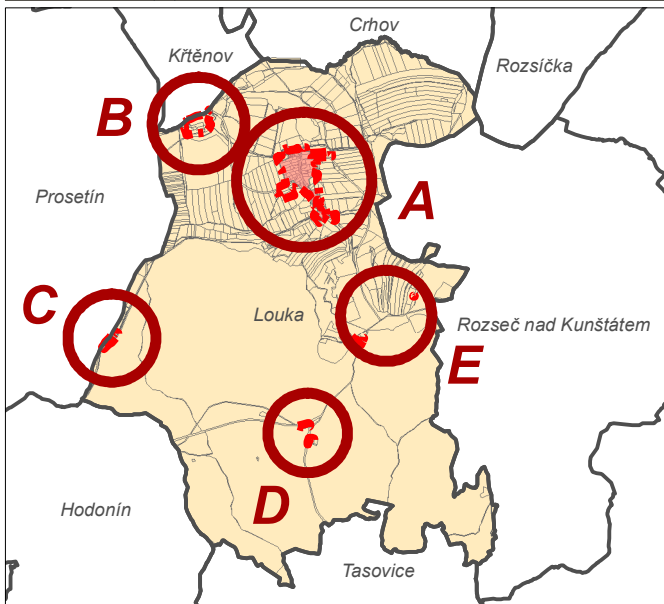 Crhov
Křtěnov
Rozsíčka
B
Prosetín
A
C
Louka
Rozseč nad Kunštátem
E
D
Hodonín
Tasovice